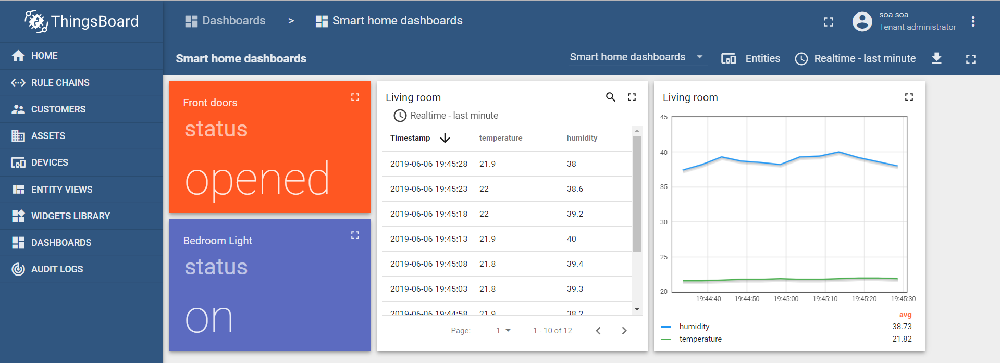 ThingsBoard
Dashboards > Smart home dashboards
soa soa
Tenant administrator
HOME
RULE CHAINS
CUSTOMERS
ASSETS
DEVICES
ENTITY VIEWS
WIDGETS LIBRARY
DASHBOARDS
AUDIT LOGS
Smart home dashboards
Smart home dashboards
Entities
Realtime - last minute
Front doors
status
opened
Bedroom Light
status
on
Living room
Realtime - last minute
Timestamp temperature humidity
2019-06-06 19:45:28 21.9 38
2019-06-06 19:45:23 22 38.6
2019-06-06 19:45:18 22 39.2
2019-06-06 19:45:13 21.9 40
2019-06-06 19:45:08 21.8 39.4
2019-06-06 19:45:03 21.8 39.3
2019-06-06 19:44:58 21.9 38.2
Page: 1 1 - 10 of 12
Living room
45
40
35
30
25
20
19:44:40 19:44:50 19:45:00 19:45:10 19:45:20 19:45:30
avg
humidity 38.73
temperature 21.82